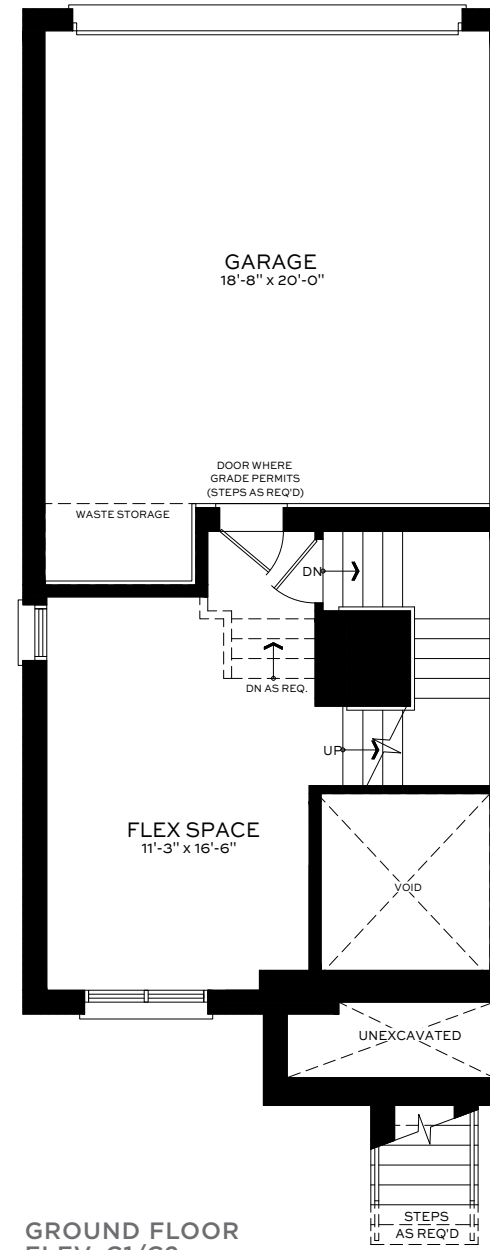 GARAGE
18'-8" x 20'-0"
DOOR WHERE
GRADE PERMITS
(STEPS AS REQ'D)
WASTE STORAGE
DN
DN AS REQ.
UP
FLEX SPACE
11'-3" x 16'-6"
VOID
UNEXCAVATED
STEPS
AS REQ'D
GROUND FLOOR